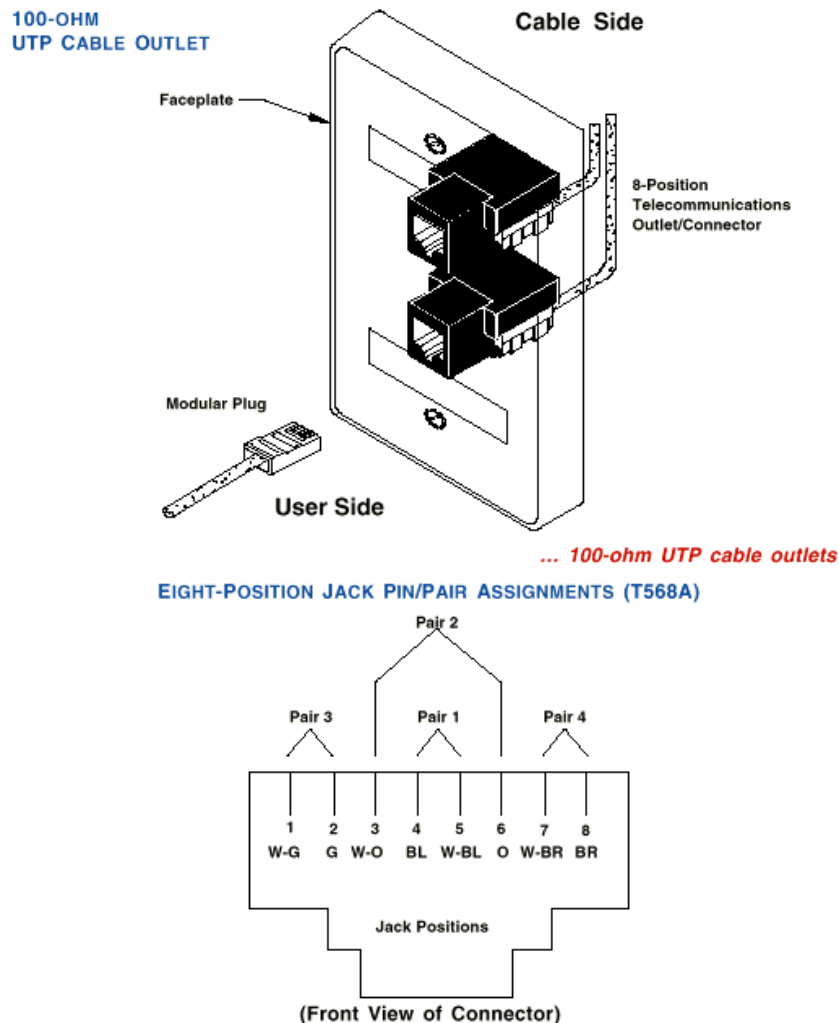 100-OHM
UTP CABLE OUTLET
Cable Side
Faceplate
8-Position
Telecommunications
Outlet/Connector
Modular Plug
User Side
... 100-ohm UTP cable outlets
EIGHT-POSITION JACK PIN/PAIR ASSIGNMENTS (T568A)
Pair 2
Pair 3 Pair 1 Pair 4
1 2 3 4 5 6 7 8
W-G G W-O BL W-BL O W-BR BR
Jack Positions
(Front View of Connector)